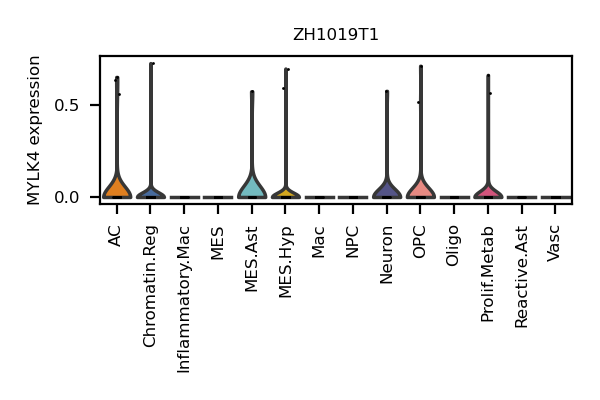 ZH1019T1
MYLK4 expression
0.5
0.0
AC
Chromatin.Reg
Inflammatory.Mac
MES
MES.Ast
MES.Hyp
Mac
NPC
Neuron
OPC
Oligo
Prolif.Metab
Reactive.Ast
Vasc